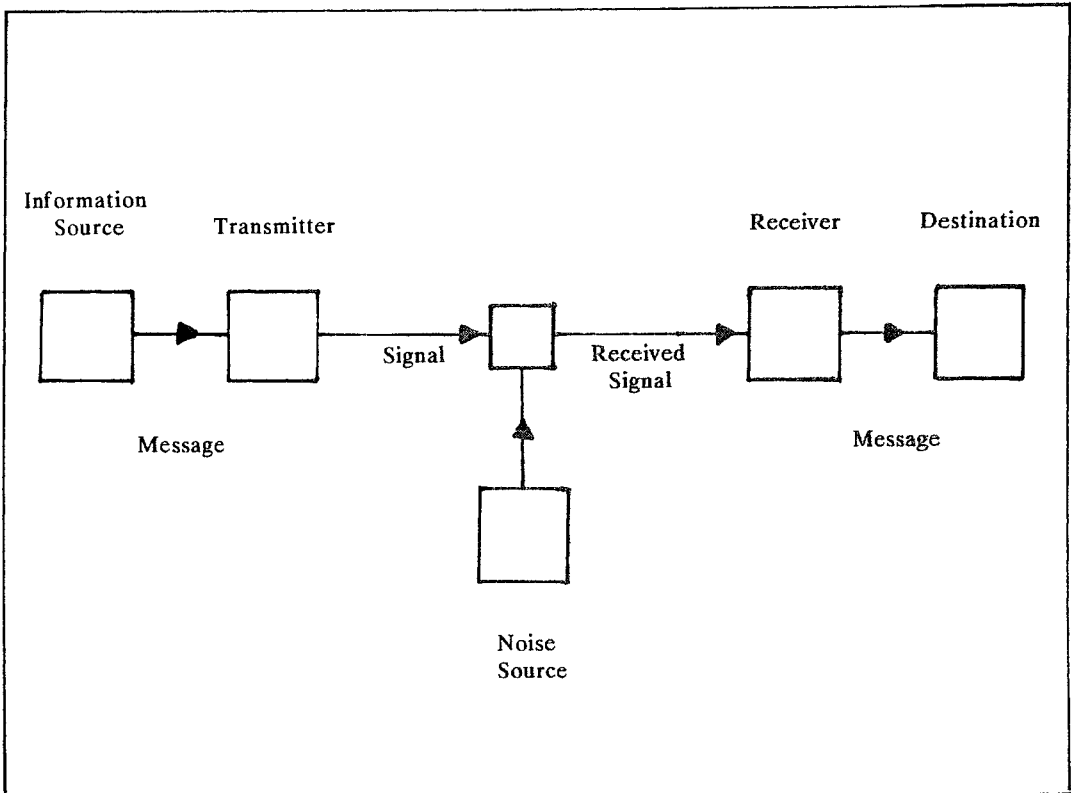 Information
Source
Transmitter
Receiver
Destination
Signal
Received
Signal
Message
Message
Noise
Source